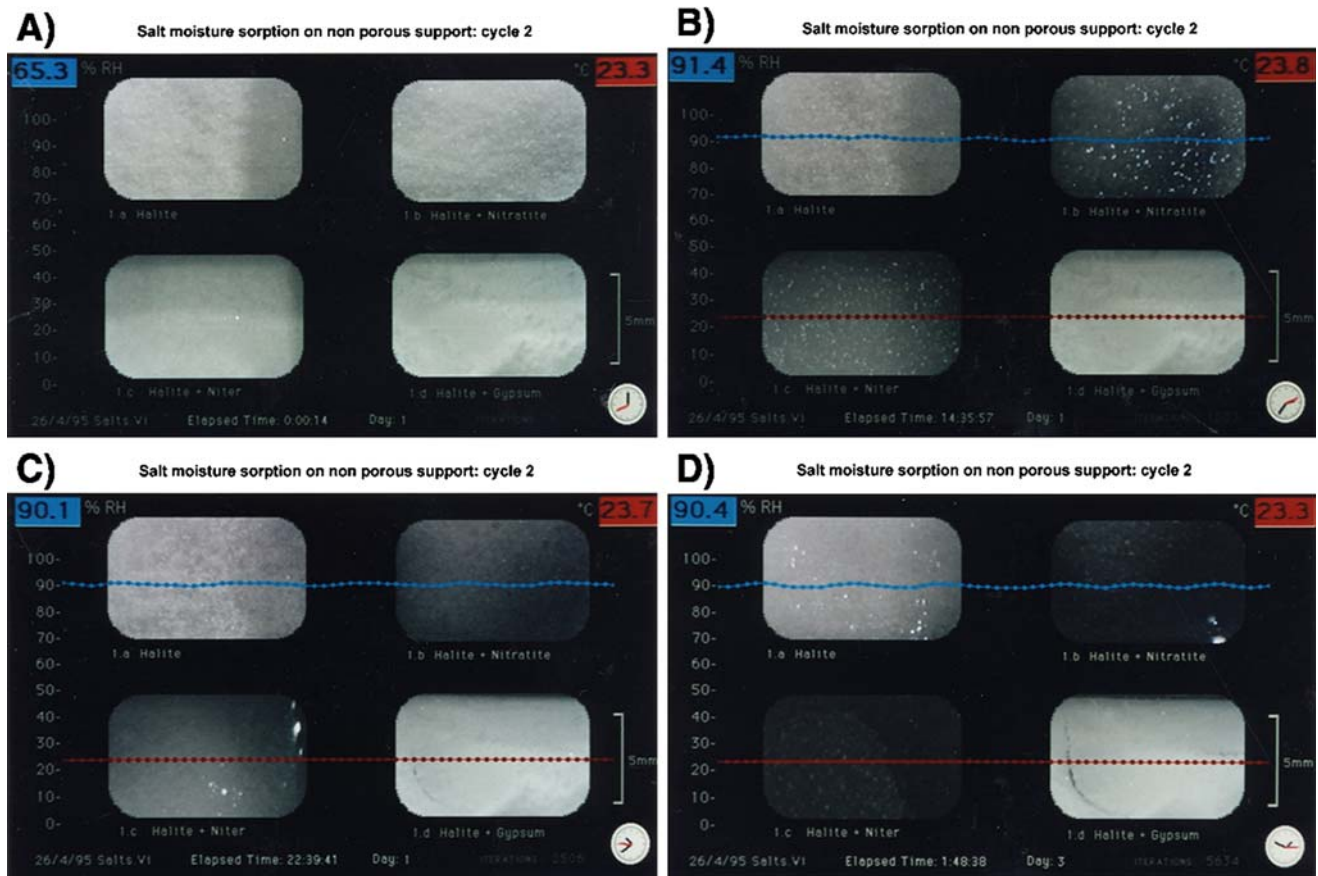 A)
Salt moisture sorption on non porous support: cycle 2
65.3 % RH °C 23.3
100-
90-
80-
70-
1.a Halite 1.b Halite + Nitratite
60-
50-
40-
30-
20-
5mm
10-
0-
1.c Halite + Niter 1.d Halite + Gypsum
26/4/95 Salts.Vi Elapsed Time: 0:00:14 Day: 1
B)
Salt moisture sorption on non porous support: cycle 2
91.4 % RH °C 23.8
100-
90-
80-
70-
1.a Halite 1.b Halite + Nitratite
60-
50-
40-
30-
20-
5mm
10-
0-
1.c Halite + Niter 1.d Halite + Gypsum
26/4/95 Salts.Vi Elapsed Time: 14:35:57 Day: 1
C)
Salt moisture sorption on non porous support: cycle 2
90.1 % RH °C 23.7
100-
90-
80-
70-
1.a Halite 1.b Halite + Nitratite
60-
50-
40-
30-
20-
5mm
10-
0-
1.c Halite + Niter 1.d Halite + Gypsum
26/4/95 Salts.Vi Elapsed Time: 22:39:41 Day: 1 ITERATIONS:
D)
Salt moisture sorption on non porous support: cycle 2
90.4 % RH °C 23.3
100-
90-
80-
70-
1.a Halite 1.b Halite + Nitratite
60-
50-
40-
30-
20-
5mm
10-
0-
1.c Halite + Niter 1.d Halite + Gypsum
26/4/95 Salts.Vi Elapsed Time: 1:48:38 Day: 3 ITERATIONS: 5634